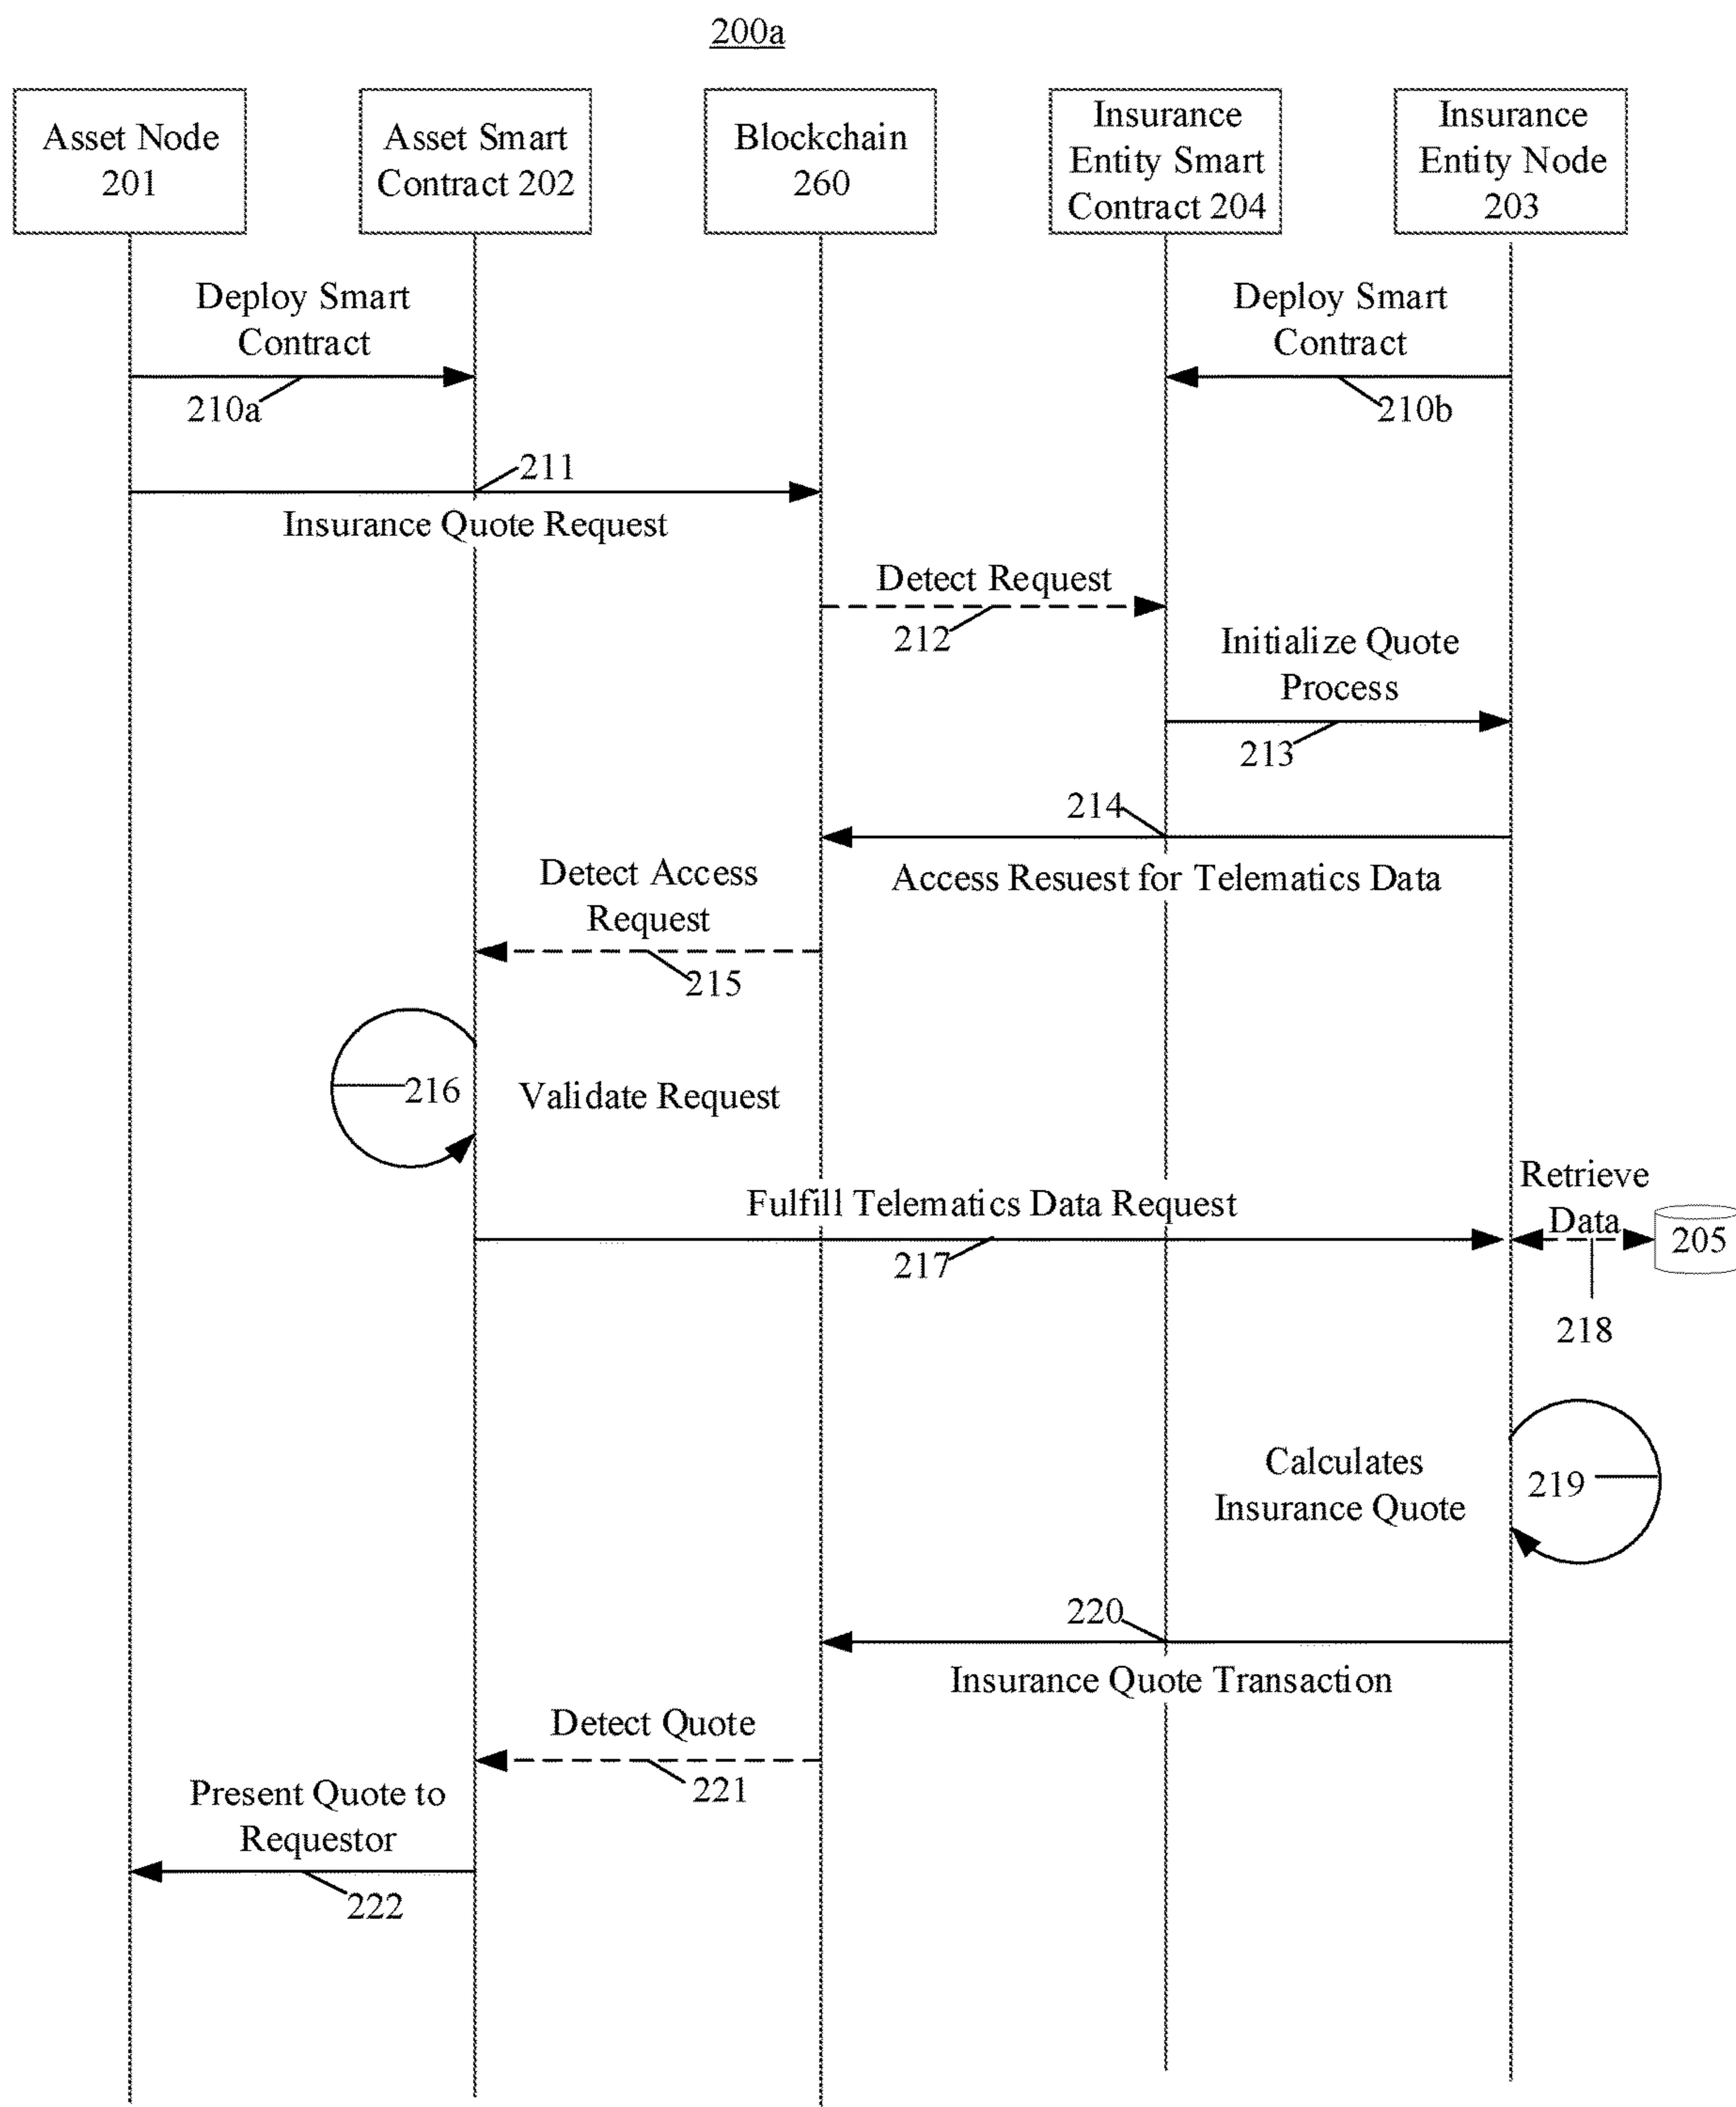 200a
Asset Node
201
Asset Smart
Contract 202
Blockchain
260
Insurance
Entity Smart
Contract 204
Insurance
Entity Node
203
Deploy Smart
Contract
210a
Deploy Smart
Contract
210b
211
Insurance Quote Request
Detect Request
212
Initialize Quote
Process
213
214
Access Resuest for Telematics Data
Detect Access
Request
215
216
Validate Request
Fulfill Telematics Data Request
217
Retrieve
Data
205
218
Calculates
Insurance Quote
219
220
Insurance Quote Transaction
Detect Quote
221
Present Quote to
Requestor
222